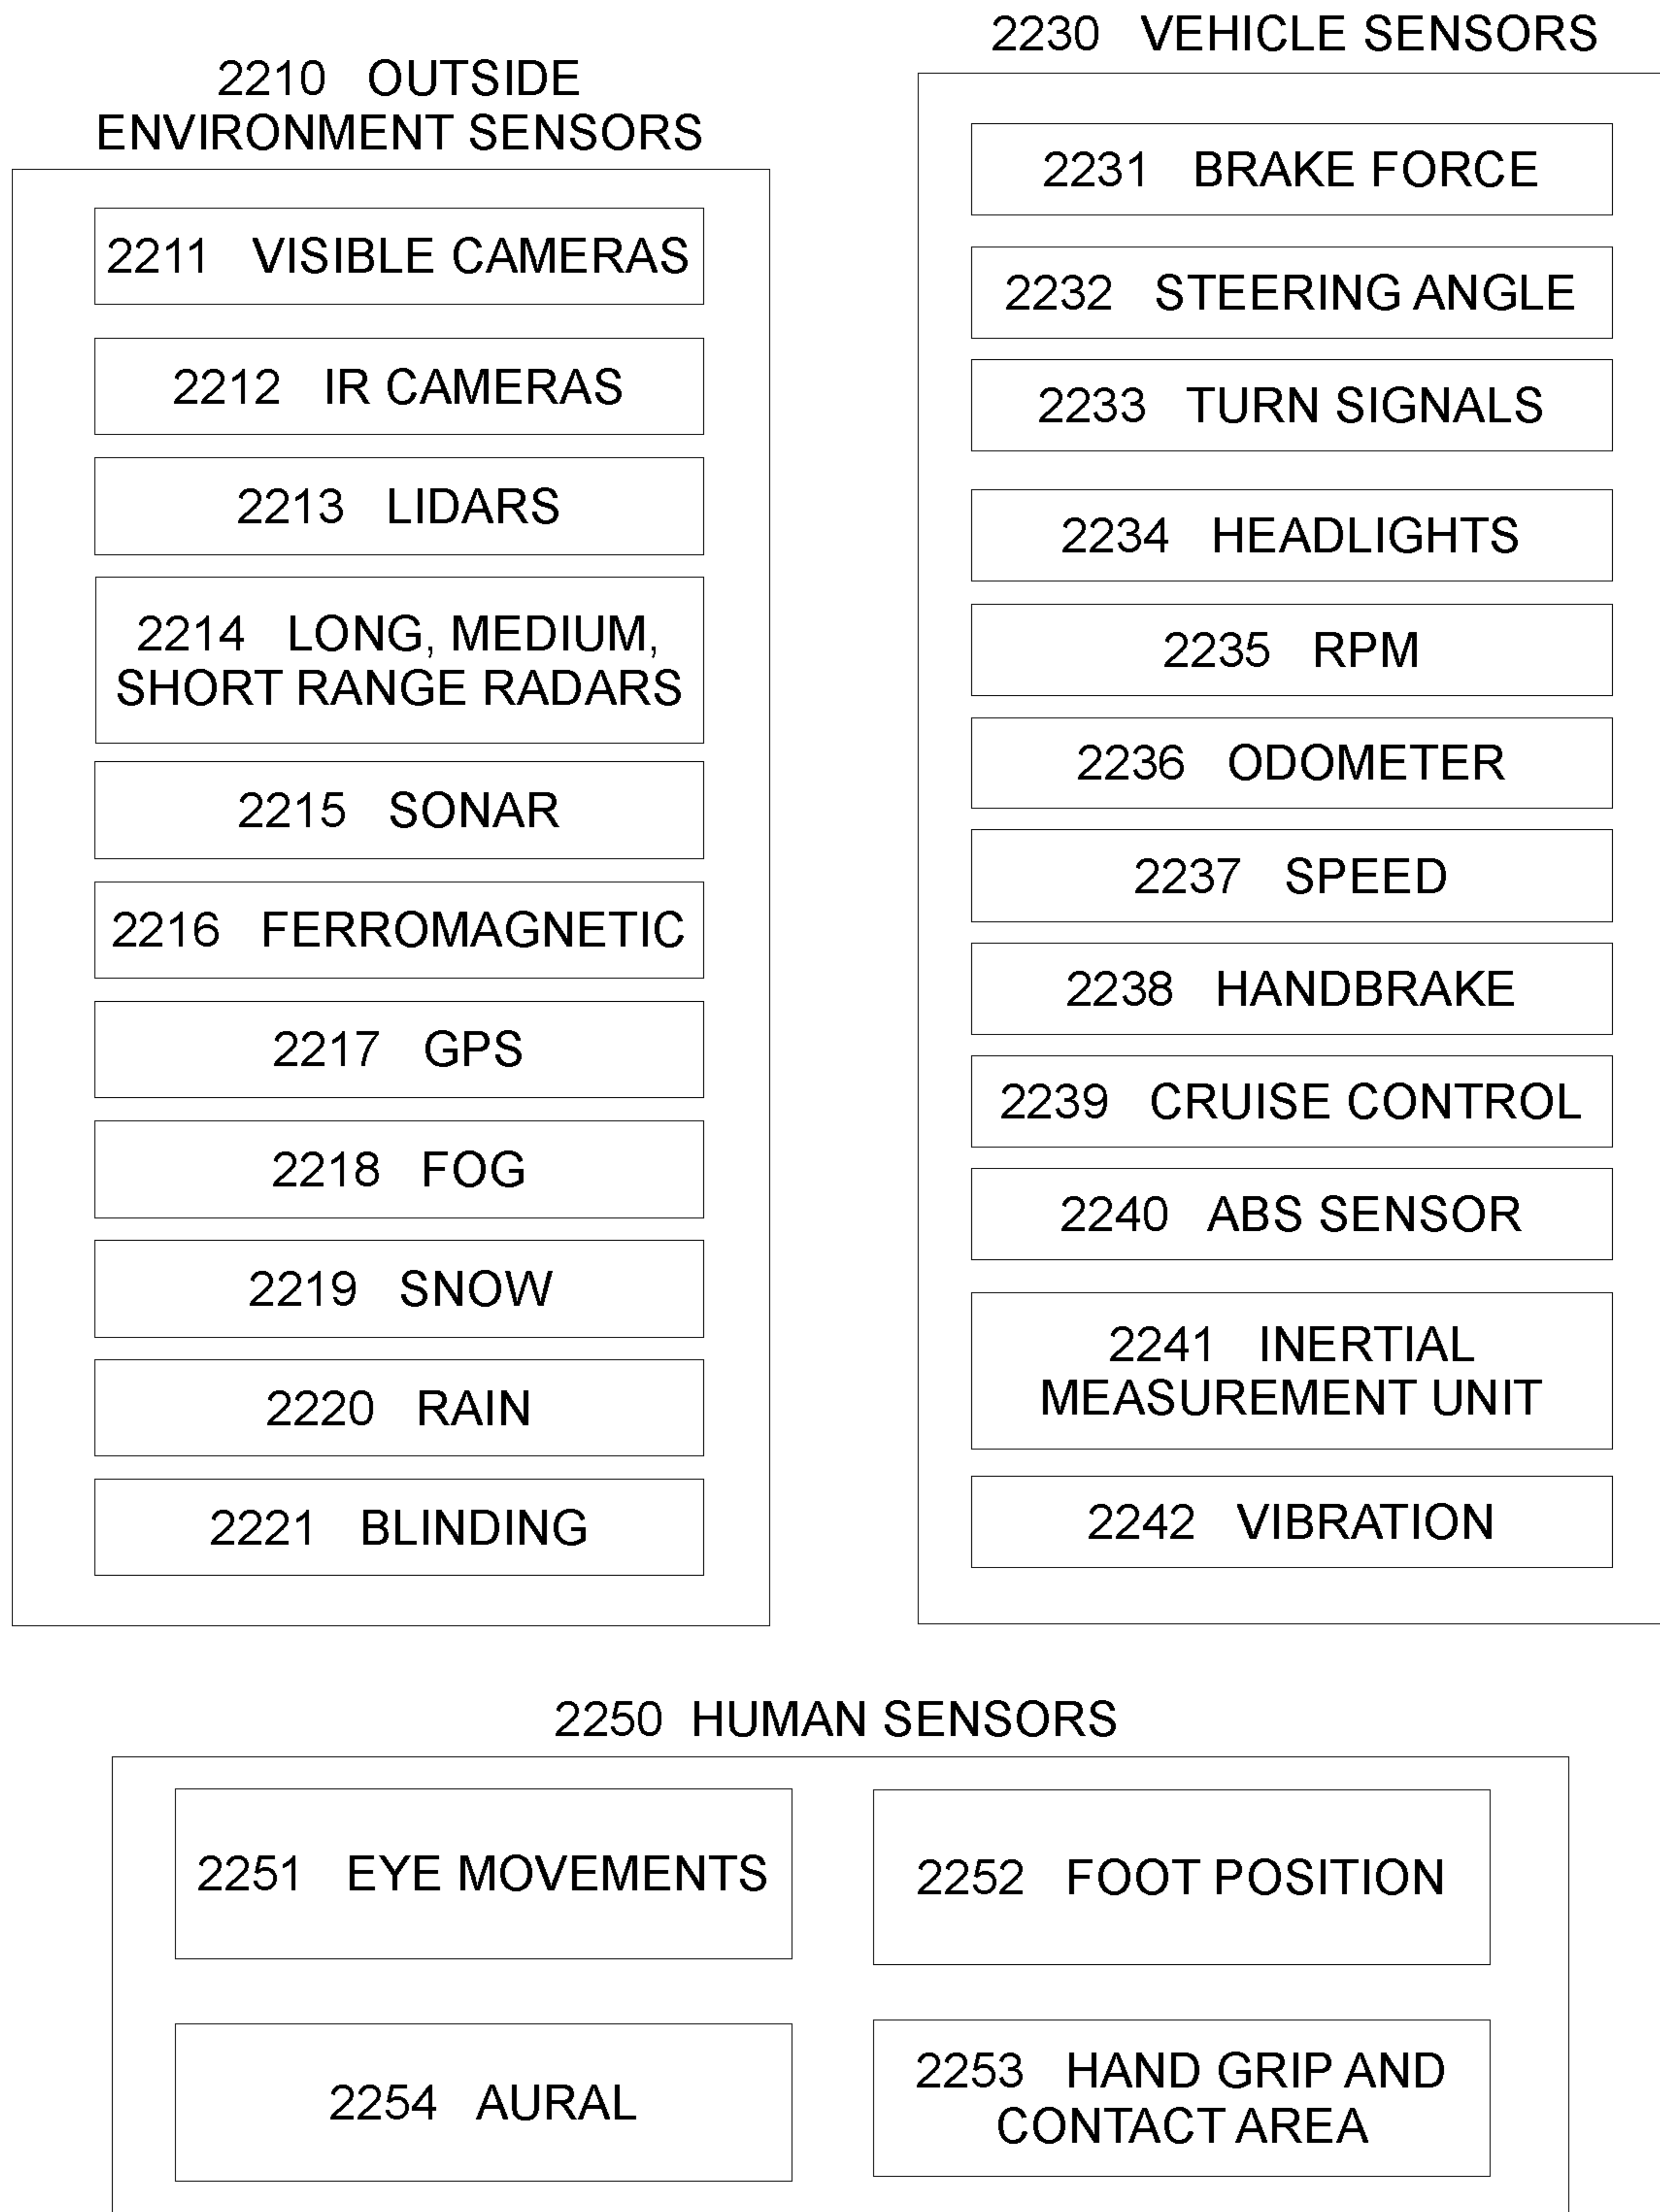 2210 OUTSIDE
ENVIRONMENT SENSORS
2211 VISIBLE CAMERAS
2212 IR CAMERAS
2213 LIDARS
2214 LONG, MEDIUM,
SHORT RANGE RADARS
2215 SONAR
2216 FERROMAGNETIC
2217 GPS
2218 FOG
2219 SNOW
2220 RAIN
2221 BLINDING
2230 VEHICLE SENSORS
2231 BRAKE FORCE
2232 STEERING ANGLE
2233 TURN SIGNALS
2234 HEADLIGHTS
2235 RPM
2236 ODOMETER
2237 SPEED
2238 HANDBRAKE
2239 CRUISE CONTROL
2240 ABS SENSOR
2241 INERTIAL
MEASUREMENT UNIT
2242 VIBRATION
2250 HUMAN SENSORS
2251 EYE MOVEMENTS
2252 FOOT POSITION
2254 AURAL
2253 HAND GRIP AND
CONTACT AREA